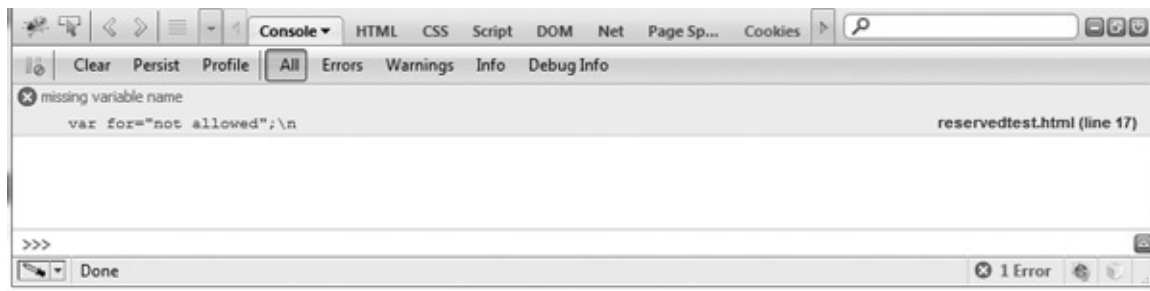 Console HTML CSS Script DOM Net Page Sp... Cookies
Clear Persist Profile All Errors Warnings Info Debug Info
missing variable name
var for="not allowed";\n reservedtest.html (line 17)
>>>
Done 1 Error